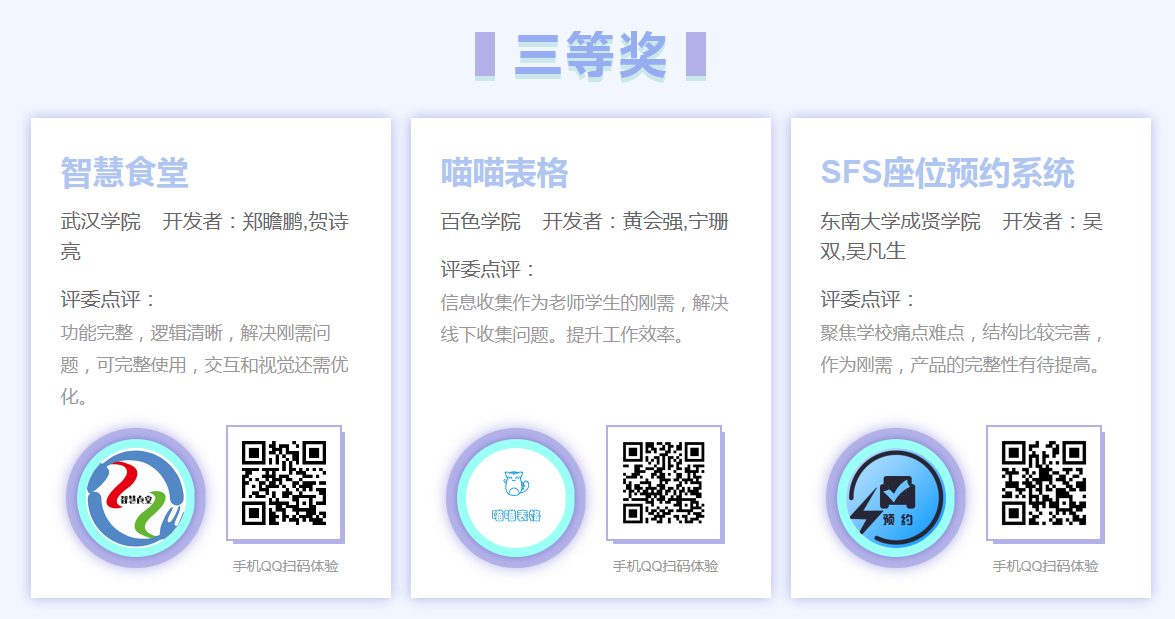 三等奖
智慧食堂
武汉学院 开发者：郑瞻鹏,贺诗
亮
评委点评：
功能完整，逻辑清晰，解决刚需问
题，可完整使用，交互和视觉还需优
化。
智慧食堂
手机QQ扫码体验
喵喵表格
百色学院 开发者：黄会强,宁珊
评委点评：
信息收集作为老师学生的刚需，解决
线下收集问题。提升工作效率。
喵喵表格
手机QQ扫码体验
SFS座位预约系统
东南大学成贤学院 开发者：吴
双,吴凡生
评委点评：
聚焦学校痛点难点，结构比较完善，
作为刚需，产品的完整性有待提高。
预约
手机QQ扫码体验